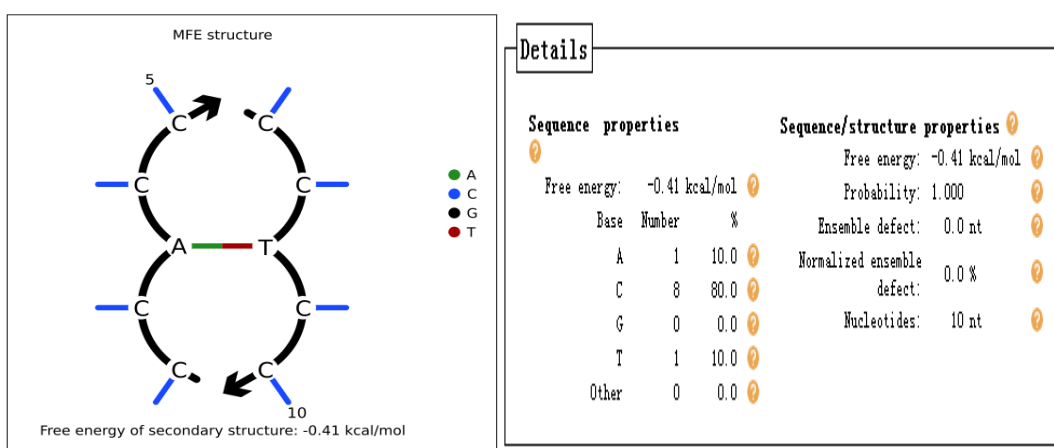 MFE structure
5
C C
C C
A T
C C
C C
10
A
C
G
T
Free energy of secondary structure: -0.41 kcal/mol
Details
Sequence properties
?
Free energy: -0.41 kcal/mol ?
Base Number %
A 1 10.0 ?
C 8 80.0 ?
G 0 0.0 ?
T 1 10.0 ?
Other 0 0.0 ?
Sequence/structure properties ?
Free energy: -0.41 kcal/mol ?
Probability: 1.000 ?
Ensemble defect: 0.0 nt ?
Normalized ensemble
defect: 0.0 % ?
Nucleotides: 10 nt ?